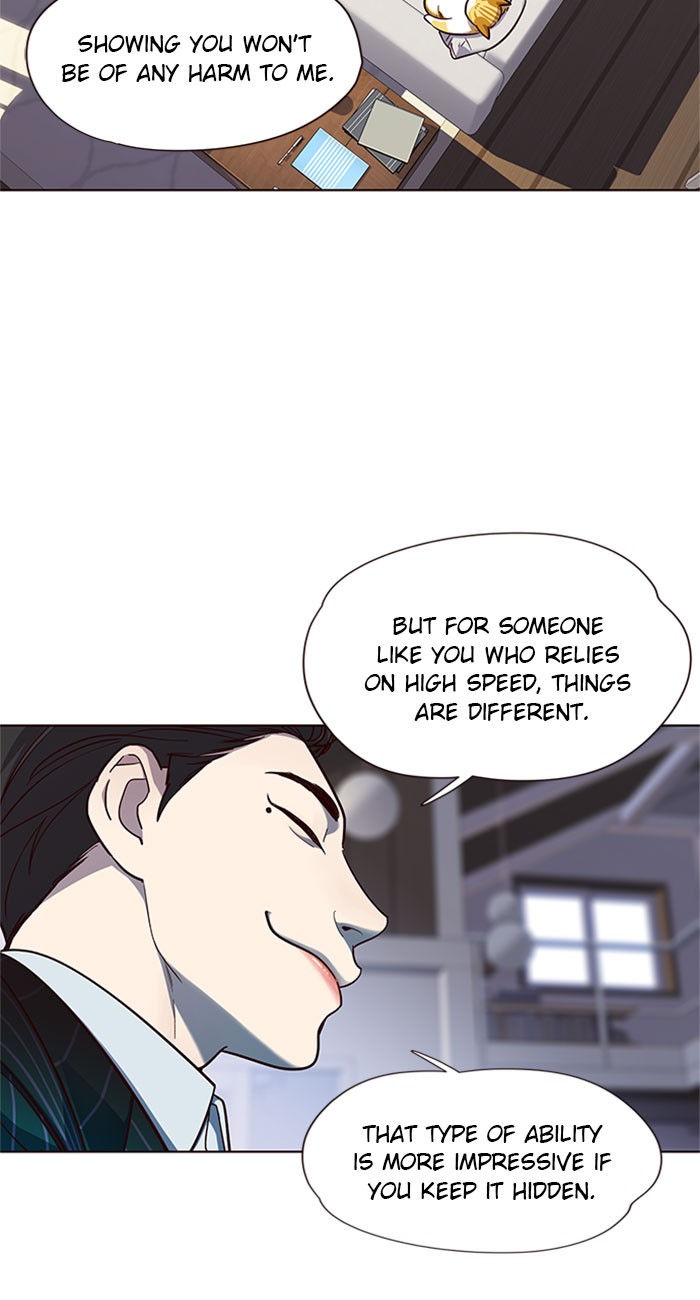 SHOWING YOU WON'T
BE OF ANY HARM TO ME.
BUT FOR SOMEONE
LIKE YOU WHO RELIES
ON HIGH SPEED, THINGS
ARE DIFFERENT.
THAT TYPE OF ABILITY
IS MORE IMPRESSIVE IF
YOU KEEP IT HIDDEN.